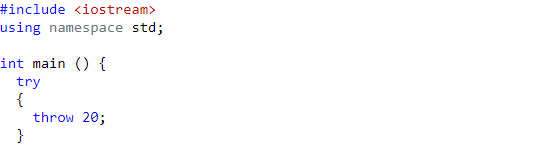 #include <iostream>
using namespace std;
int main () {
try
{
throw 20;
}